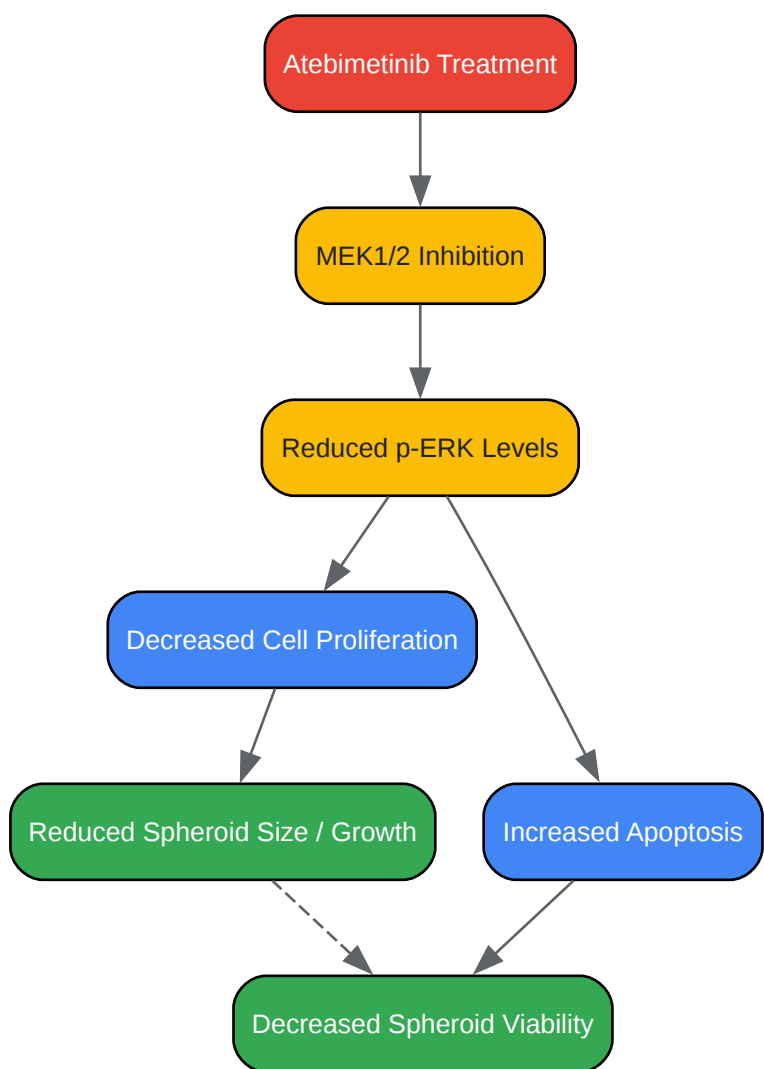 Atebimetinib Treatment
MEK1/2 Inhibition
Reduced p-ERK Levels
Decreased Cell Proliferation
Reduced Spheroid Size / Growth
Increased Apoptosis
Decreased Spheroid Viability